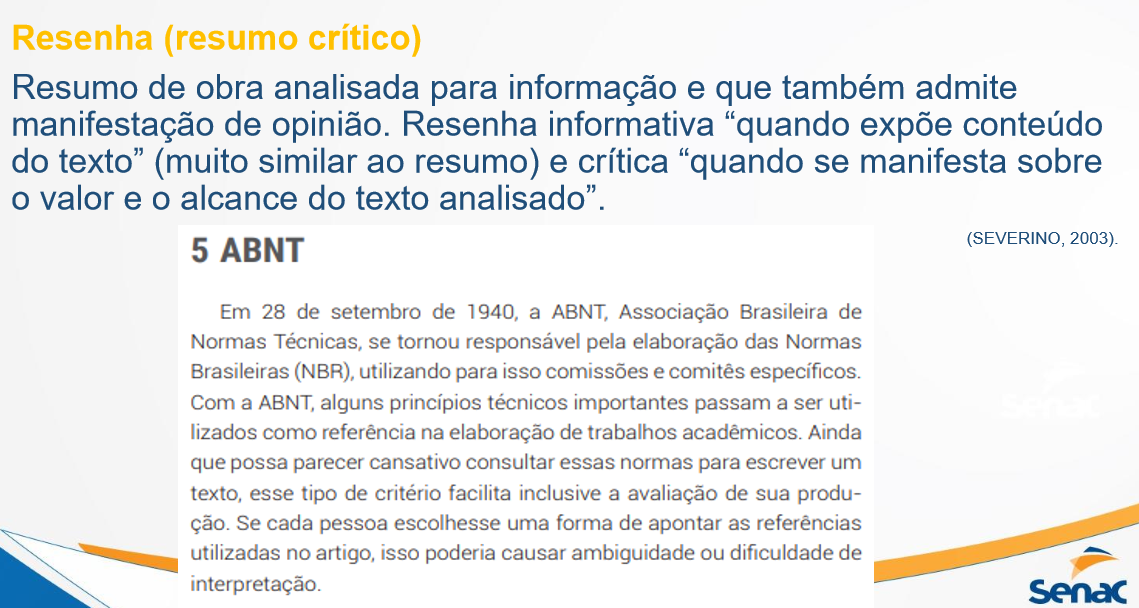 Resenha (resumo crítico)
Resumo de obra analisada para informação e que também admite
manifestação de opinião. Resenha informativa “quando expõe conteúdo
do texto” (muito similar ao resumo) e crítica “quando se manifesta sobre
o valor e o alcance do texto analisado”.
(SEVERINO, 2003).
5 ABNT
Em 28 de setembro de 1940, a ABNT, Associação Brasileira de
Normas Técnicas, se tornou responsável pela elaboração das Normas
Brasileiras (NBR), utilizando para isso comissões e comitês específicos.
Com a ABNT, alguns princípios técnicos importantes passam a ser uti-
lizados como referência na elaboração de trabalhos acadêmicos. Ainda
que possa parecer cansativo consultar essas normas para escrever um
texto, esse tipo de critério facilita inclusive a avaliação de sua produ-
ção. Se cada pessoa escolhesse uma forma de apontar as referências
utilizadas no artigo, isso poderia causar ambiguidade ou dificuldade de
interpretação.
Senac
Senac